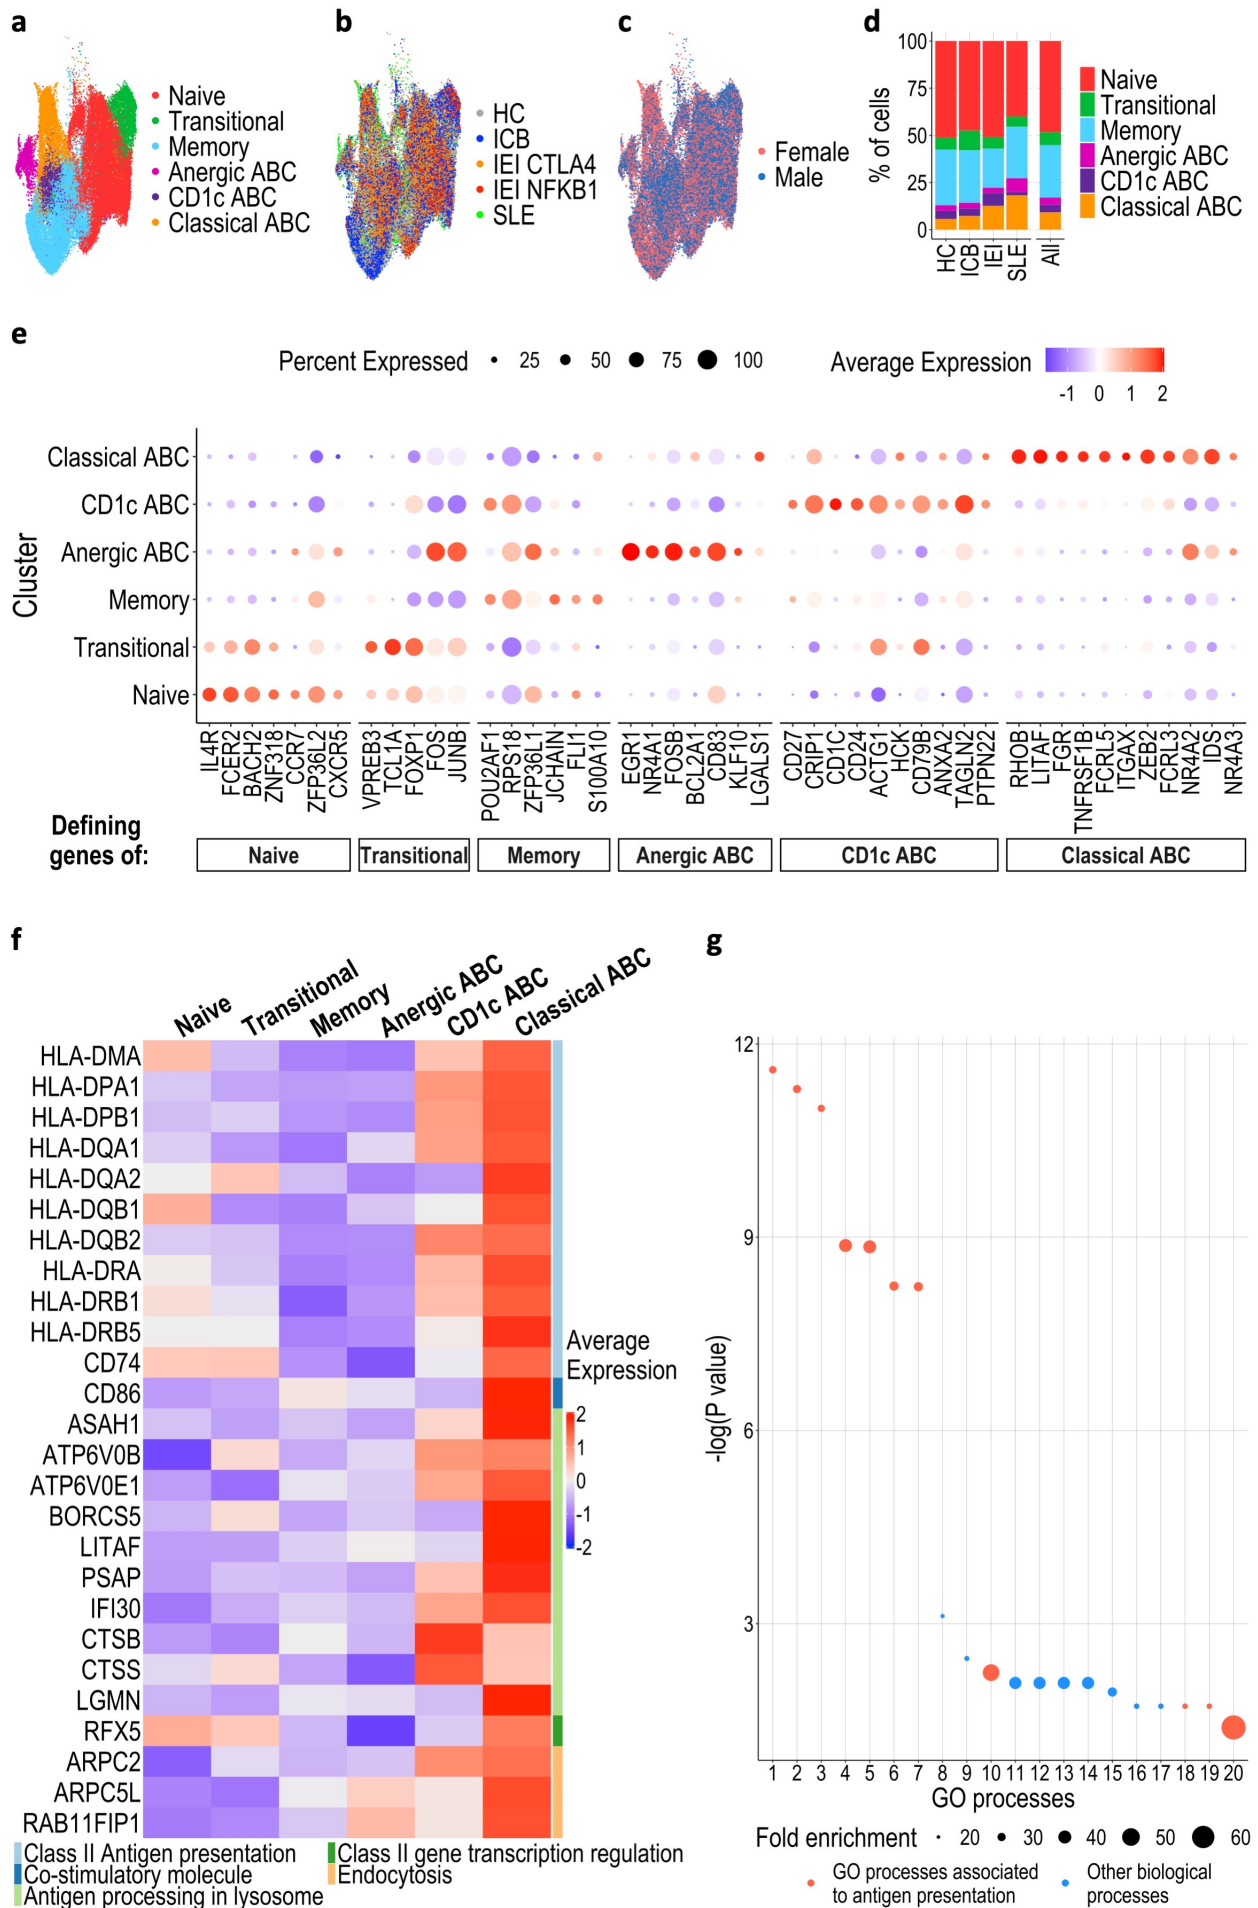 a
Naive
Transitional
Memory
Anergic ABC
CD1c ABC
Classical ABC
b
HC
ICB
IEI CTLA4
IEI NFKB1
SLE
c
Female
Male
d
% of cells
100
75
50
25
0
HC
ICB
IEI
SLE
All
Naive
Transitional
Memory
Anergic ABC
CD1c ABC
Classical ABC
e
Percent Expressed 25 50 75 100
Average Expression
-1 0 1 2
Cluster
Classical ABC
CD1c ABC
Anergic ABC
Memory
Transitional
Naive
IL4R
FCER2
BACH2
ZNF318
CCR7
ZFP36L2
CXCR5
VPREB3
TCL1A
FOXP1
FOS
JUNB
POU2AF1
RPS18
ZFP36L1
JCHAIN
FLI1
S100A10
EGR1
NR4A1
FOSB
BCL2A1
CD83
KLF10
LGALS1
CD27
CRIP1
CD1C
CD24
ACTG1
HCK
CD79B
ANXA2
TAGLN2
PTPN22
RHOB
LITAF
FGR
TNFRSF1B
FCRL5
ITGAX
ZEB2
FCRL3
NR4A2
IDS
NR4A3
Defining
genes of:
Naive
Transitional
Memory
Anergic ABC
CD1c ABC
Classical ABC
f
Naive
Transitional
Memory
Anergic ABC
CD1c ABC
Classical ABC
HLA-DMA
HLA-DPA1
HLA-DPB1
HLA-DQA1
HLA-DQA2
HLA-DQB1
HLA-DQB2
HLA-DRA
HLA-DRB1
HLA-DRB5
CD74
CD86
ASAH1
ATP6V0B
ATP6V0E1
BORCS5
LITAF
PSAP
IFI30
CTSB
CTSS
LGMN
RFX5
ARPC2
ARPC5L
RAB11FIP1
Average
Expression
2
1
0
-1
-2
Class II Antigen presentation
Co-stimulatory molecule
Antigen processing in lysosome
Class II gene transcription regulation
Endocytosis
g
-log(P value)
12
9
6
3
1 2 3 4 5 6 7 8 9 10 11 12 13 14 15 16 17 18 19 20
GO processes
Fold enrichment 20 30 40 50 60
GO processes associated
to antigen presentation
Other biological
processes